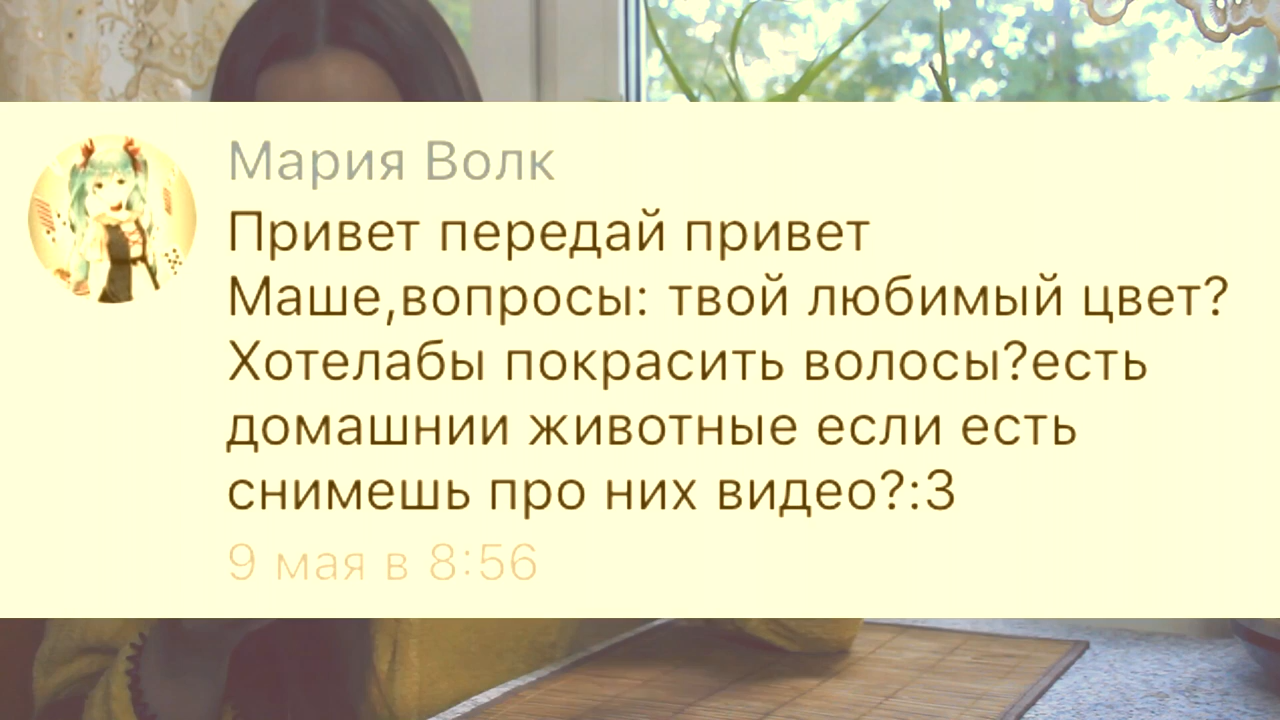 Мария Волк
Привет передай привет
Маше,вопросы: твой любимый цвет?
Хотелабы покрасить волосы?есть
домашнии животные если есть
снимешь про них видео?:3
9 мая в 8:56